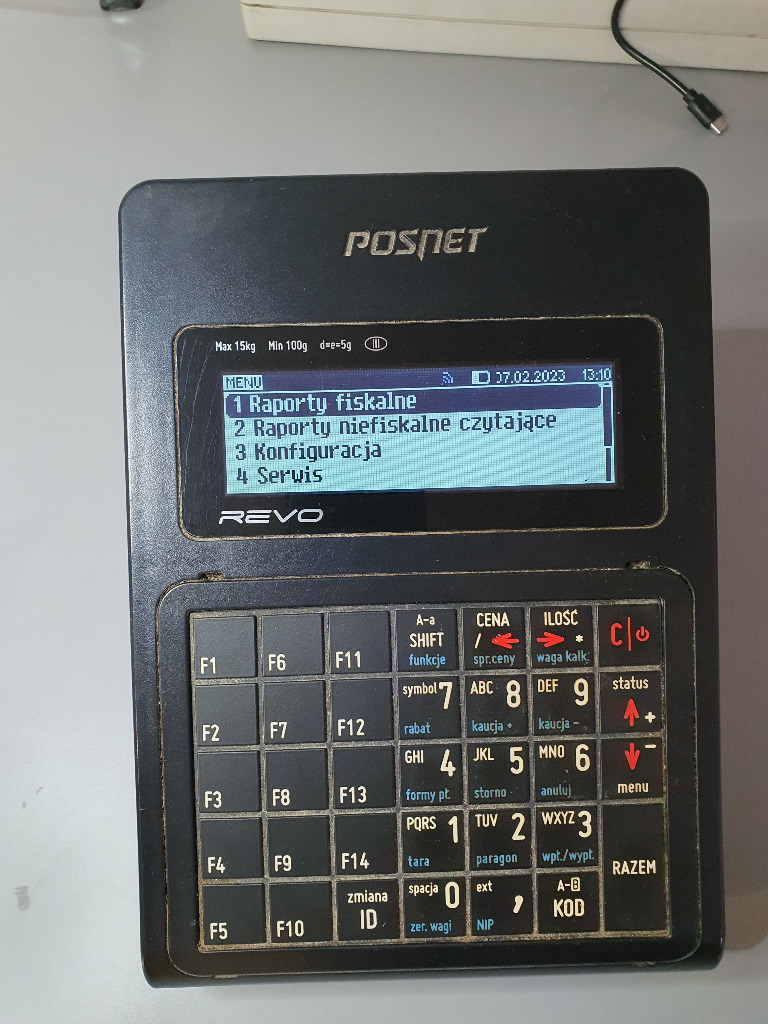 POSNET
Max 15kg Min 100g d=e=5g III
MENU 07.02.2023 13:10
1 Raporty fiskalne
2 Raporty niefiskalne czytające
3 Konfiguracja
4 Serwis
REVO
F1 F6 F11 A-a SHIFT funkcje CENA / spr.ceny ILOŚĆ * waga kalk. C
F2 F7 F12 symbol 7 rabat ABC 8 kaucja + DEF 9 kaucja - status +
F3 F8 F13 GHI 4 formy pł. JKL 5 storno MNO 6 anuluj - menu
F4 F9 F14 PQRS 1 tara TUV 2 paragon WXYZ 3 wpł./wypł. RAZEM
F5 F10 zmiana ID spacja 0 zer. wagi ext , NIP A-B KOD